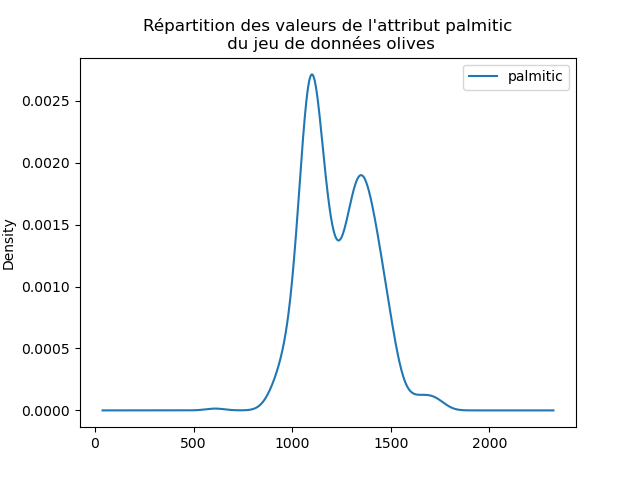 Répartition des valeurs de l'attribut palmitic
du jeu de données olives
palmitic
Density
0.0025
0.0020
0.0015
0.0010
0.0005
0.0000
0
500
1000
1500
2000